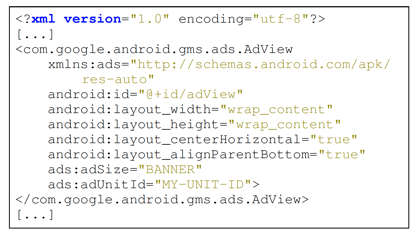 <?xml version="1.0" encoding="utf-8"?>
[...]
<com.google.android.gms.ads.AdView
xmlns:ads="http://schemas.android.com/apk/
res-auto"
android:id="@+id/adView"
android:layout_width="wrap_content"
android:layout_height="wrap_content"
android:layout_centerHorizontal="true"
android:layout_alignParentBottom="true"
ads:adSize="BANNER"
ads:adUnitId="MY-UNIT-ID">
</com.google.android.gms.ads.AdView>
[...]